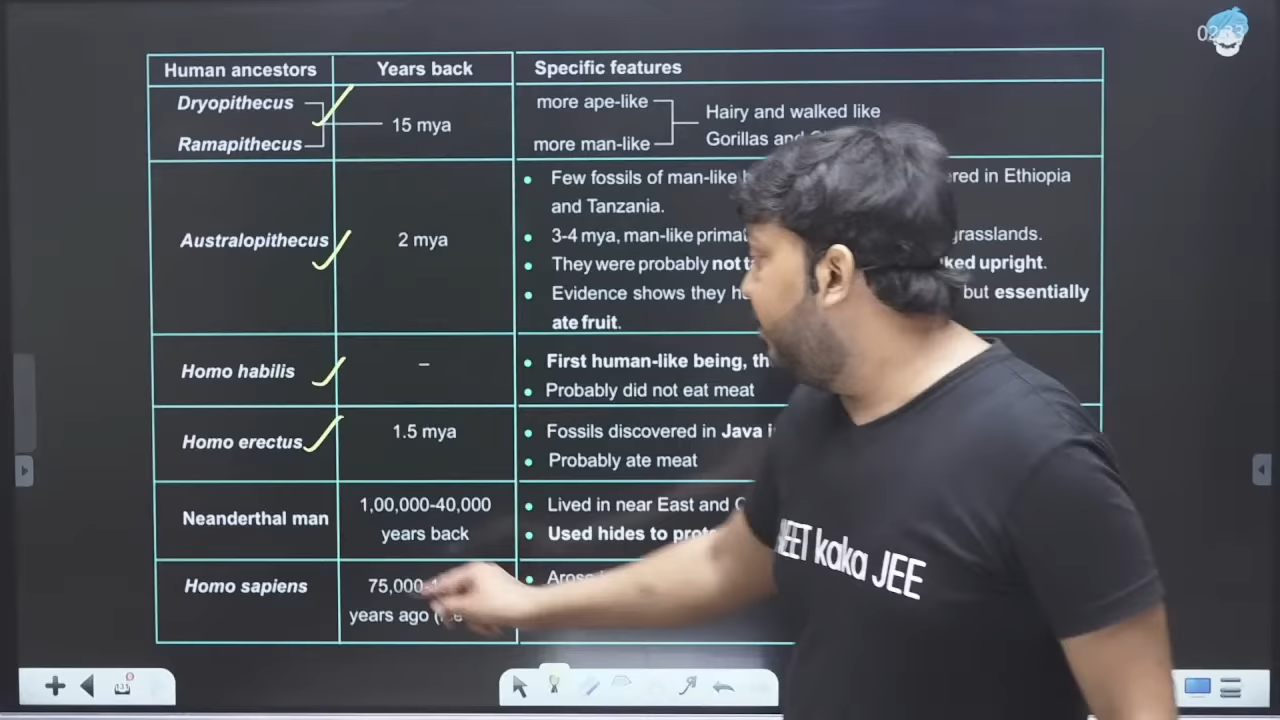 Human ancestors
Years back
Specific features
Dryopithecus
Ramapithecus
15 mya
more ape-like
more man-like
Hairy and walked like
Gorillas and
Australopithecus
2 mya
Few fossils of man-like
ered in Ethiopia
and Tanzania.
3-4 mya, man-like primat
grasslands.
They were probably not ta
ked upright.
Evidence shows they h
but essentially
ate fruit.
Homo habilis
–
First human-like being, th
Probably did not eat meat
Homo erectus
1.5 mya
Fossils discovered in Java i
Probably ate meat
Neanderthal man
1,00,000-40,000
years back
Lived in near East and C
Used hides to prote
Homo sapiens
75,000-
years ago (
Arose
NEET kaka JEE